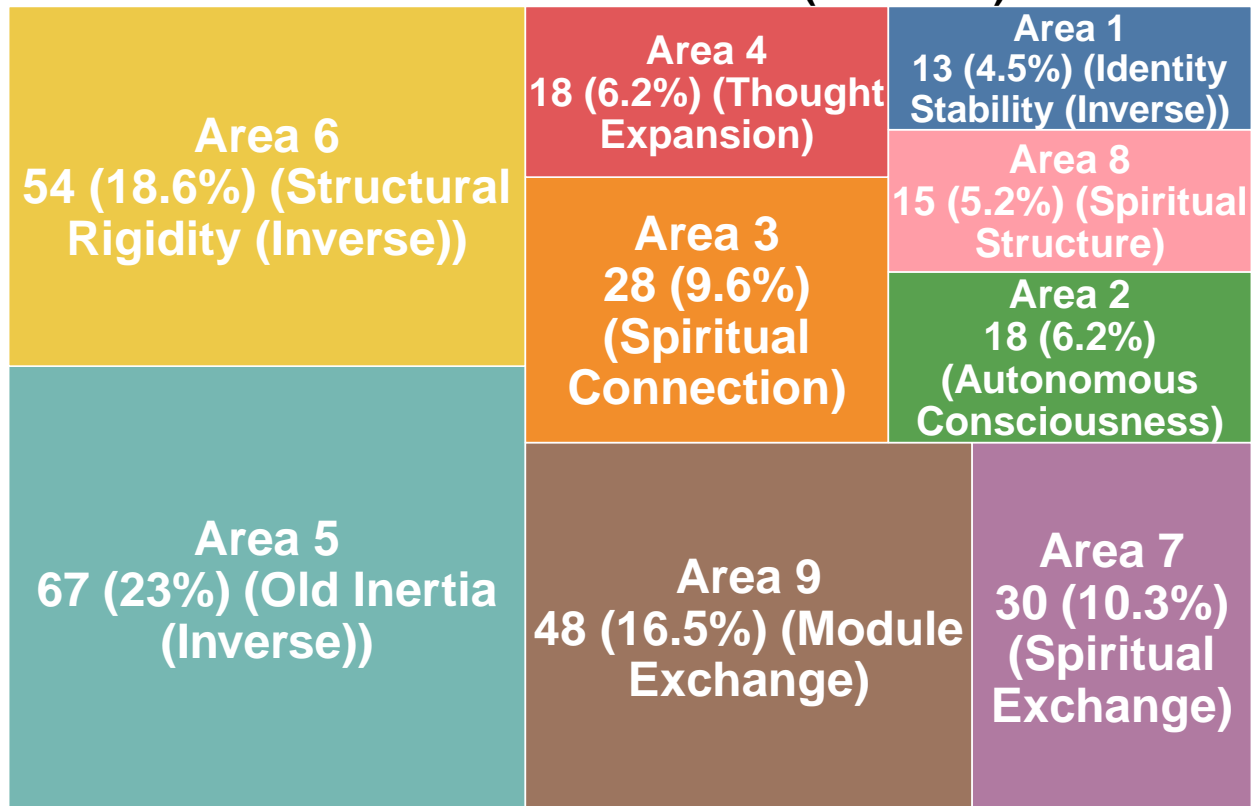 Area 6
54 (18.6%) (Structural
Rigidity (Inverse))
Area 4
18 (6.2%) (Thought
Expansion)
Area 1
13 (4.5%) (Identity
Stability (Inverse))
Area 8
15 (5.2%) (Spiritual
Structure)
Area 3
28 (9.6%)
(Spiritual
Connection)
Area 2
18 (6.2%)
(Autonomous
Consciousness)
Area 5
67 (23%) (Old Inertia
(Inverse))
Area 9
48 (16.5%) (Module
Exchange)
Area 7
30 (10.3%)
(Spiritual
Exchange)